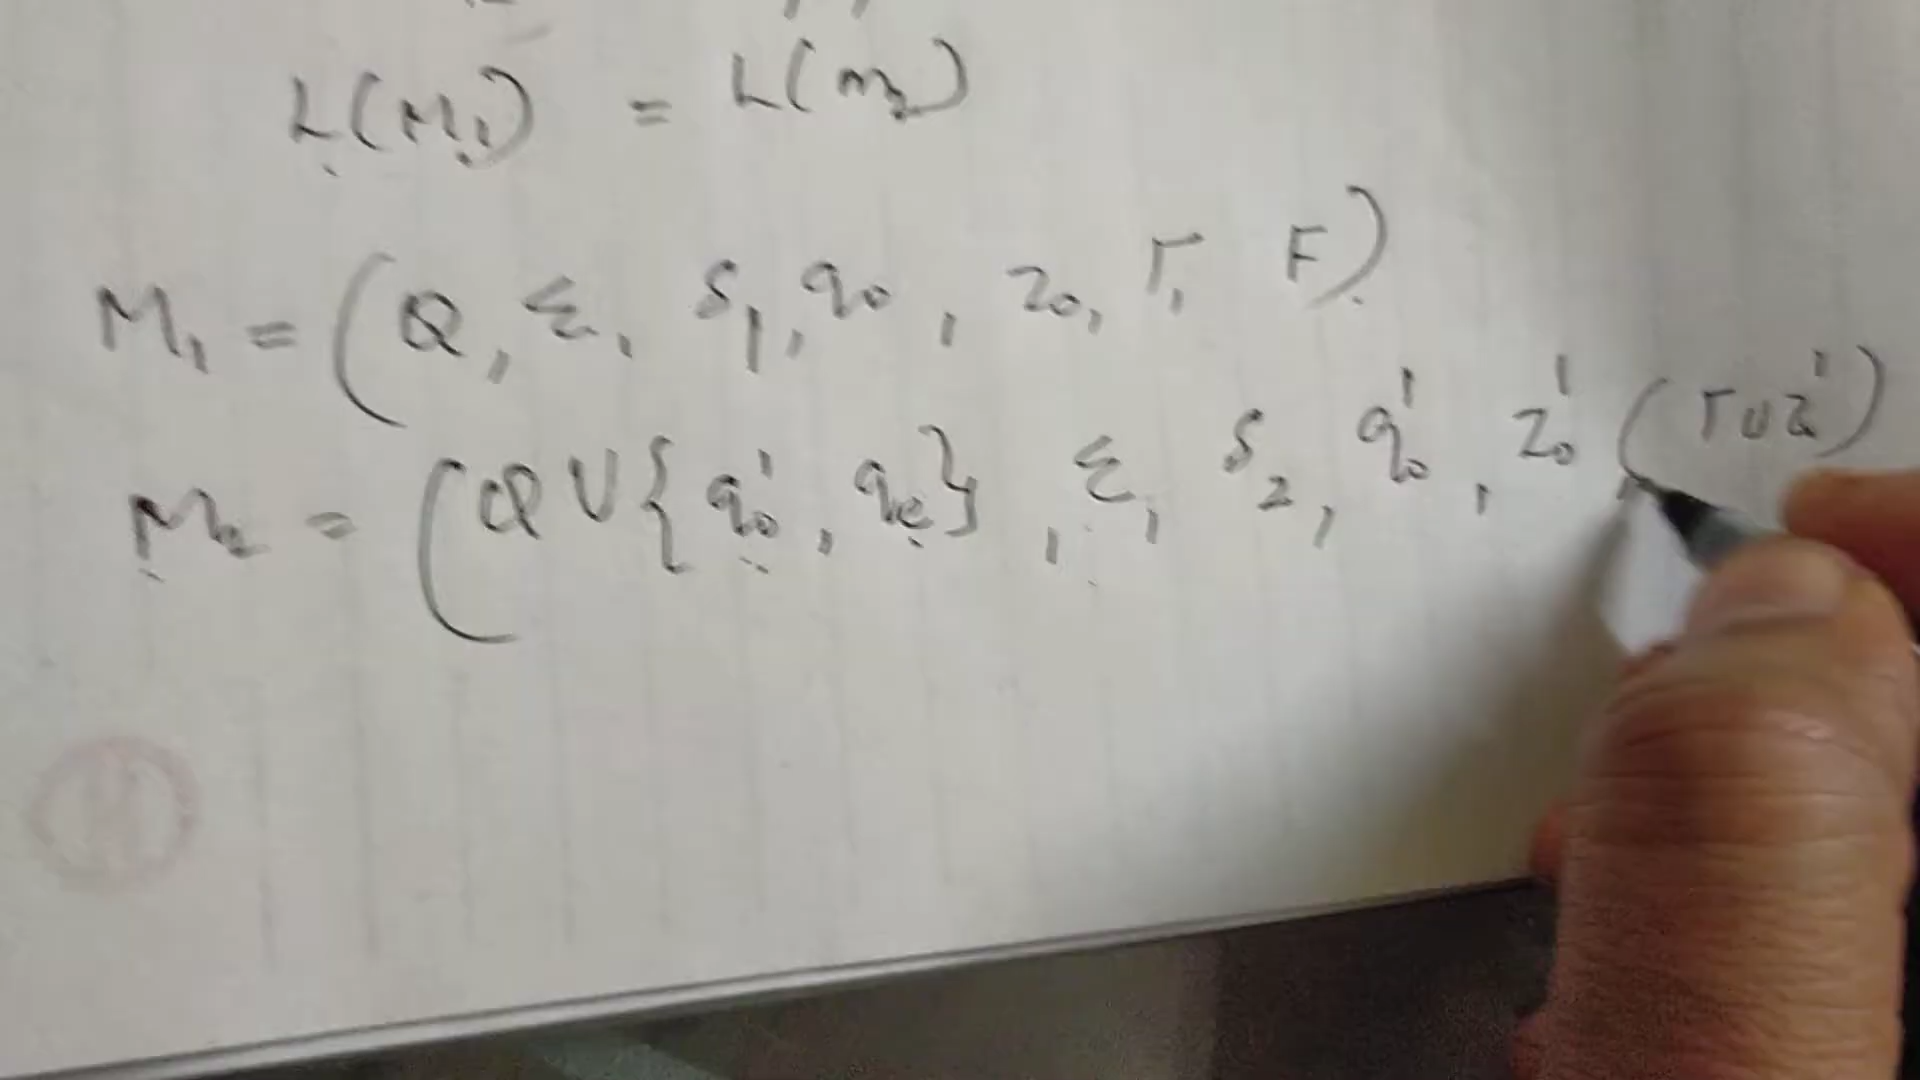 L(M₁) = L(m₂)
M₁ = (Q, Σ, δ₁, q₀, z₀, Γ, F)
M₂ = (Q ∪ {q₀', qₑ}, Σ, δ₂, q₀', z₀' (Γ ∪ z₀')